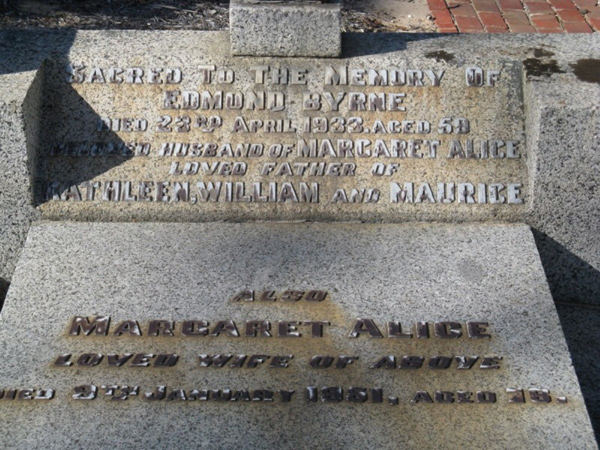 SACRED TO THE MEMORY OF
EDMOND BYRNE
DIED 23RD APRIL 1933. AGED 59
BELOVED HUSBAND OF MARGARET ALICE
LOVED FATHER OF
KATHLEEN, WILLIAM AND MAURICE
ALSO
MARGARET ALICE
LOVED WIFE OF ABOVE
DIED 9TH JANUARY 1951, AGED 78.